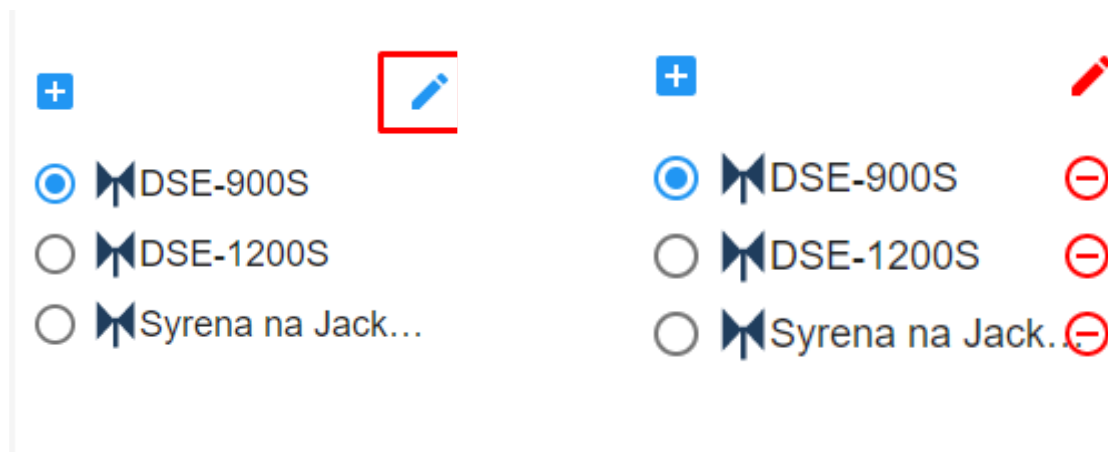 DSE-900S
DSE-1200S
Syrena na Jack...
DSE-900S
DSE-1200S
Syrena na Jack...